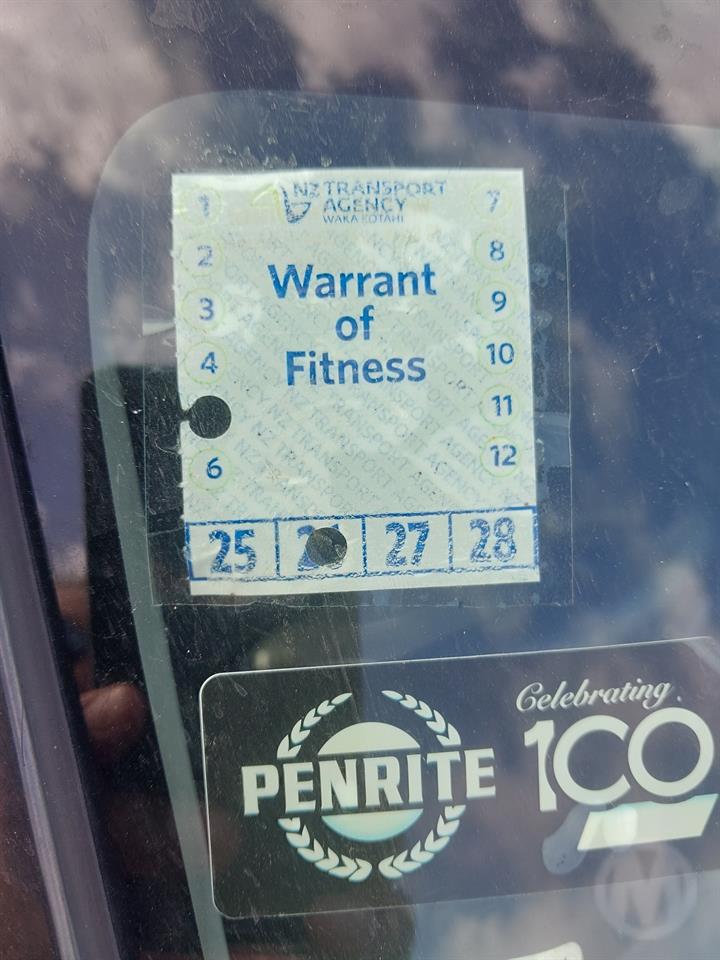 NZ TRANSPORT
AGENCY
WAKA KOTAHI
1
7
2
8
Warrant
of
Fitness
3
9
4
10
11
6
12
25
27
28
Celebrating
100
PENRITE
M